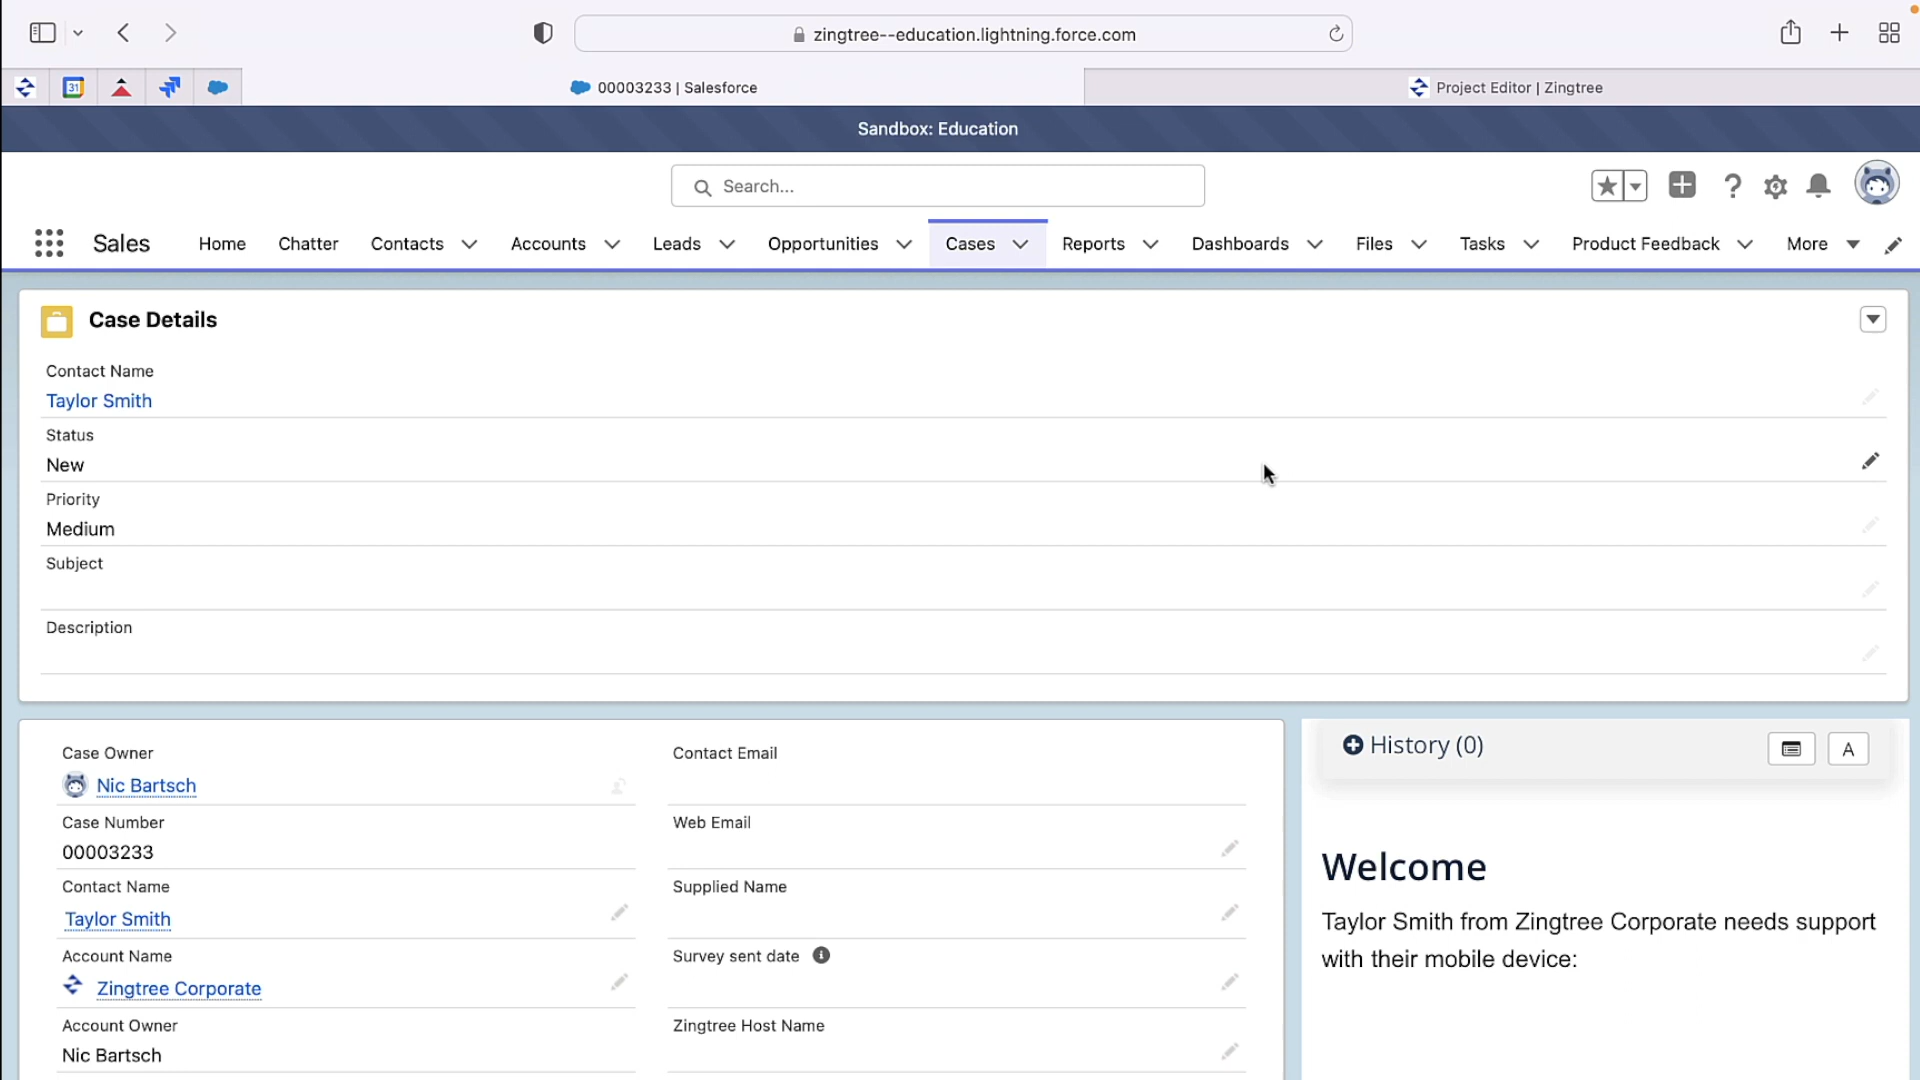 zingtree--education.lightning.force.com
31
00003233 | Salesforce
Project Editor | Zingtree
Sandbox: Education
Search...
Sales
Home
Chatter
Contacts
Accounts
Leads
Opportunities
Cases
Reports
Dashboards
Files
Tasks
Product Feedback
More
Case Details
Contact Name
Taylor Smith
Status
New
Priority
Medium
Subject
Description
Case Owner
Nic Bartsch
Case Number
00003233
Contact Name
Taylor Smith
Account Name
Zingtree Corporate
Account Owner
Nic Bartsch
Contact Email
Web Email
Supplied Name
Survey sent date
Zingtree Host Name
History (0)
A
Welcome
Taylor Smith from Zingtree Corporate needs support
with their mobile device: